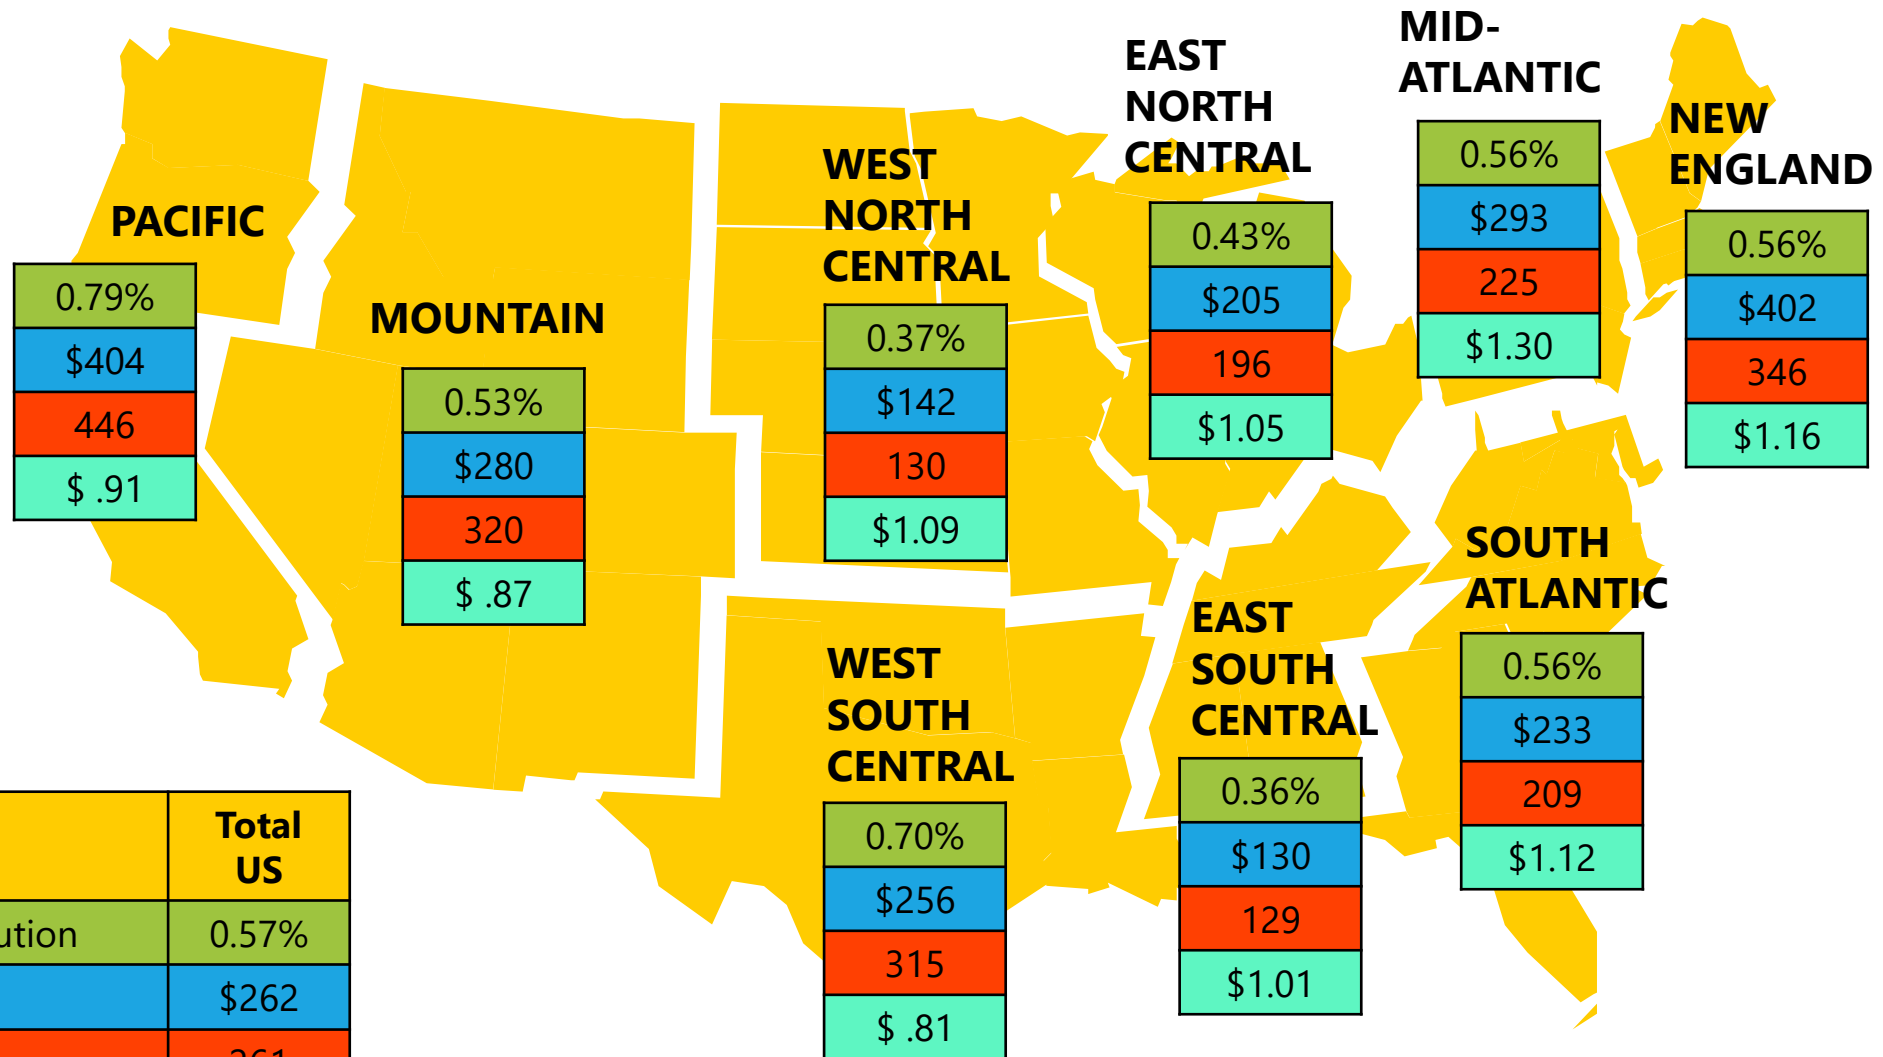 MID-
ATLANTIC
0.56%
$293
225
$1.30
EAST
NORTH
CENTRAL
0.43%
$205
196
$1.05
NEW
ENGLAND
0.56%
$402
346
$1.16
WEST
NORTH
CENTRAL
0.37%
$142
130
$1.09
PACIFIC
0.79%
$404
446
$ .91
MOUNTAIN
0.53%
$280
320
$ .87
SOUTH
ATLANTIC
0.56%
$233
209
$1.12
EAST
SOUTH
CENTRAL
0.36%
$130
129
$1.01
WEST
SOUTH
CENTRAL
0.70%
$256
315
$ .81
Total
US
ution 0.57%
$262